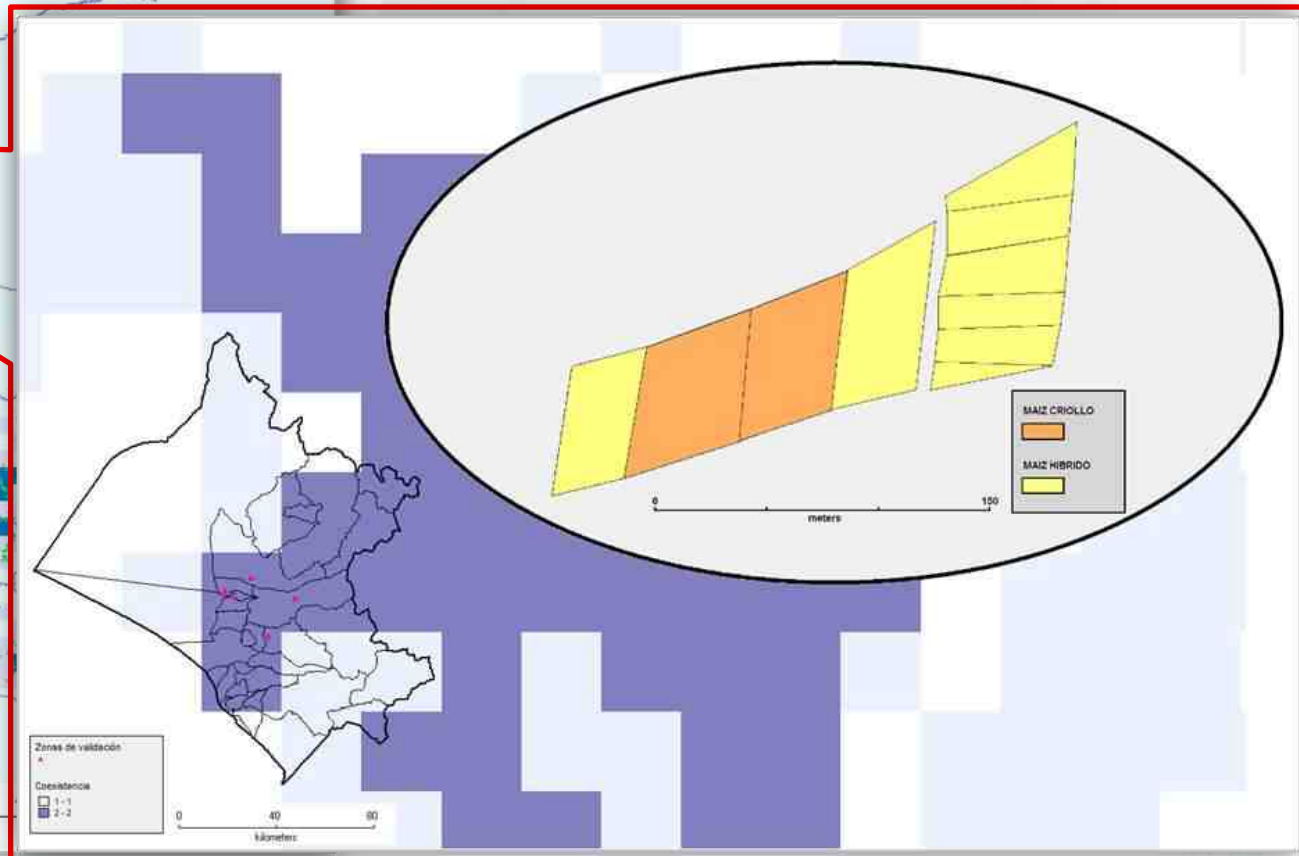 MAIZ CRIOLLO
MAIZ HIBRIDO
0 150
meters
Zonas de validación
Coexistencia
1 - 1
2 - 2
0 40 80
kilometers